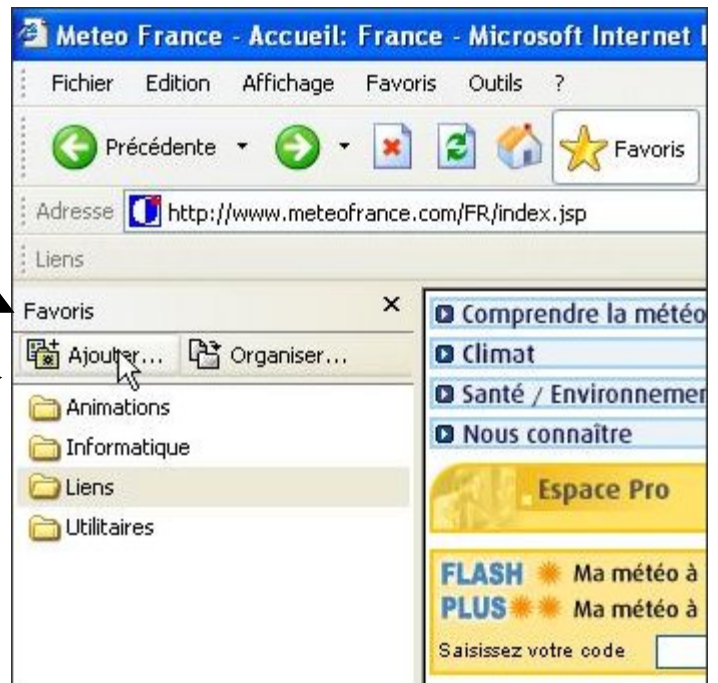 Meteo France - Accueil: France - Microsoft Internet
Fichier Edition Affichage Favoris Outils ?
Précédente Favoris
Adresse http://www.meteofrance.com/FR/index.jsp
Liens
Favoris
Ajouter... Organiser...
Animations
Informatique
Liens
Utilitaires
Comprendre la météo
Climat
Santé / Environnemen
Nous connaître
Espace Pro
FLASH Ma météo à
PLUS Ma météo à
Saisissez votre code